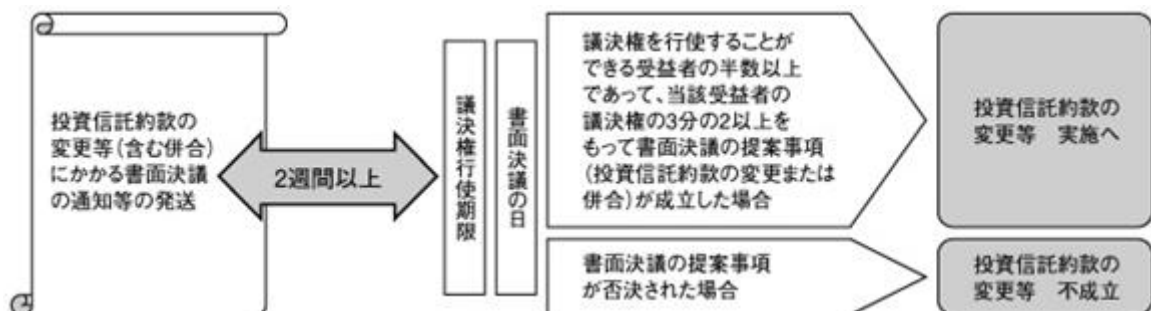 投資信託約款の
変更等(含む併合)
にかかる書面決議
の通知等の発送
2週間以上
議決権行使期限
書面決議の日
議決権を行使することが
できる受益者の半数以上
であって、当該受益者の
議決権の3分の2以上を
もって書面決議の提案事項
(投資信託約款の変更または
併合)が成立した場合
投資信託約款の
変更等 実施へ
書面決議の提案事項
が否決された場合
投資信託約款の
変更等 不成立